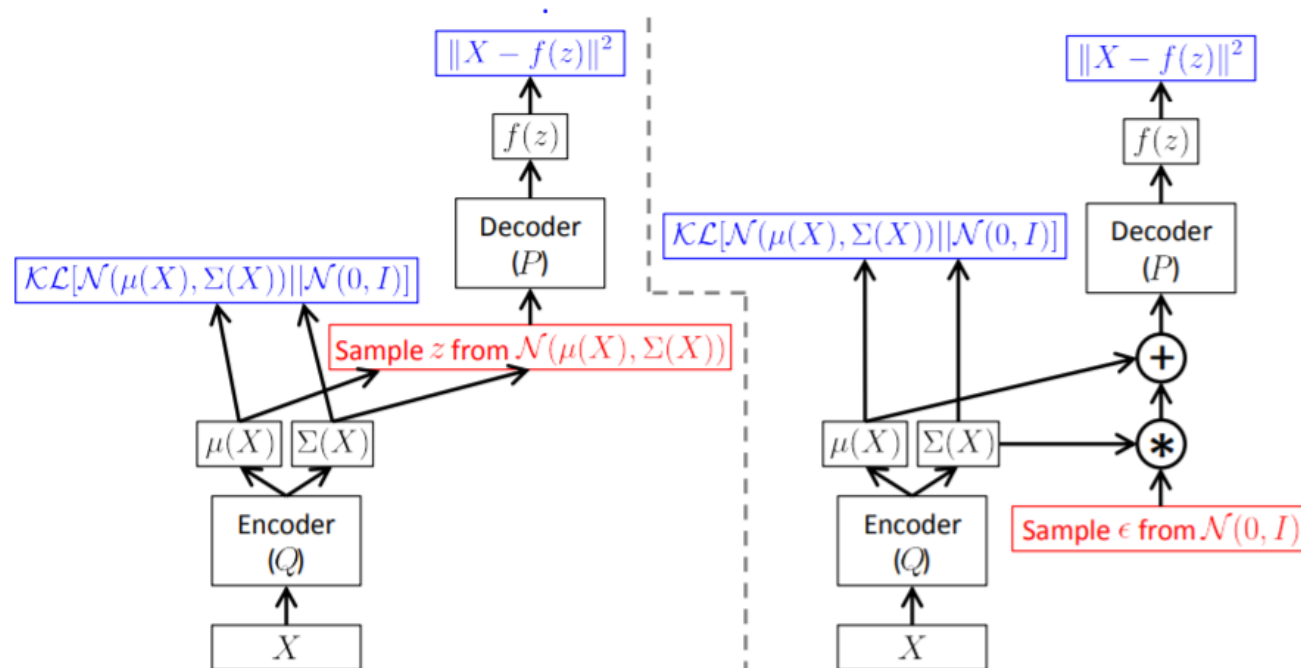 ‖X − f(z)‖²
f(z)
Decoder
(P)
𝒦ℒ[𝒩(μ(X), Σ(X))||𝒩(0, I)]
Sample z from 𝒩(μ(X), Σ(X))
μ(X)
Σ(X)
Encoder
(Q)
X
‖X − f(z)‖²
f(z)
𝒦ℒ[𝒩(μ(X), Σ(X))||𝒩(0, I)]
Decoder
(P)
+
μ(X)
Σ(X)
*
Encoder
(Q)
Sample ϵ from 𝒩(0, I)
X